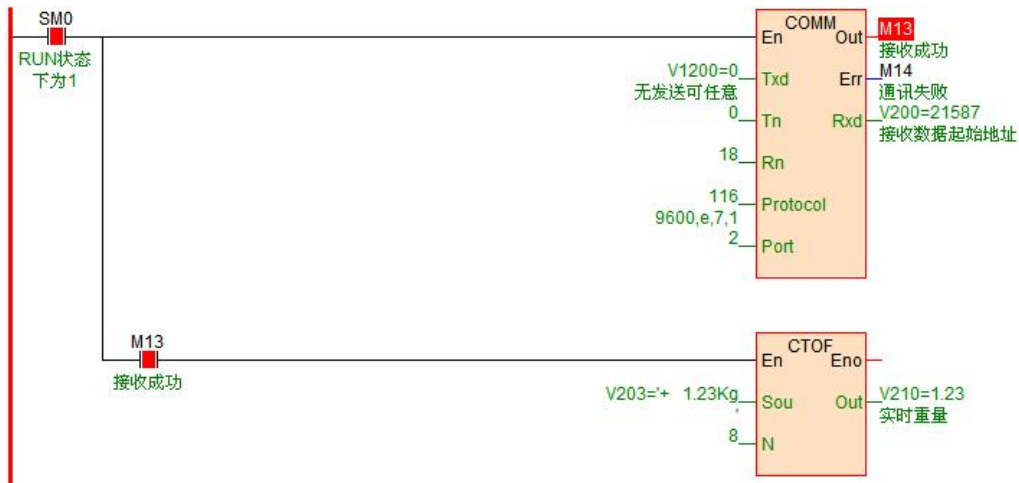 SM0
RUN状态
下为1
COMM
En
Out
M13
接收成功
V1200=0
无发送可任意
Txd
Err
M14
通讯失败
0
Tn
Rxd
V200=21587
接收数据起始地址
18
Rn
116
9600,e,7,1
Protocol
2
Port
M13
接收成功
CTOF
En
Eno
V203='+ 1.23Kg
'
Sou
Out
V210=1.23
实时重量
8
N